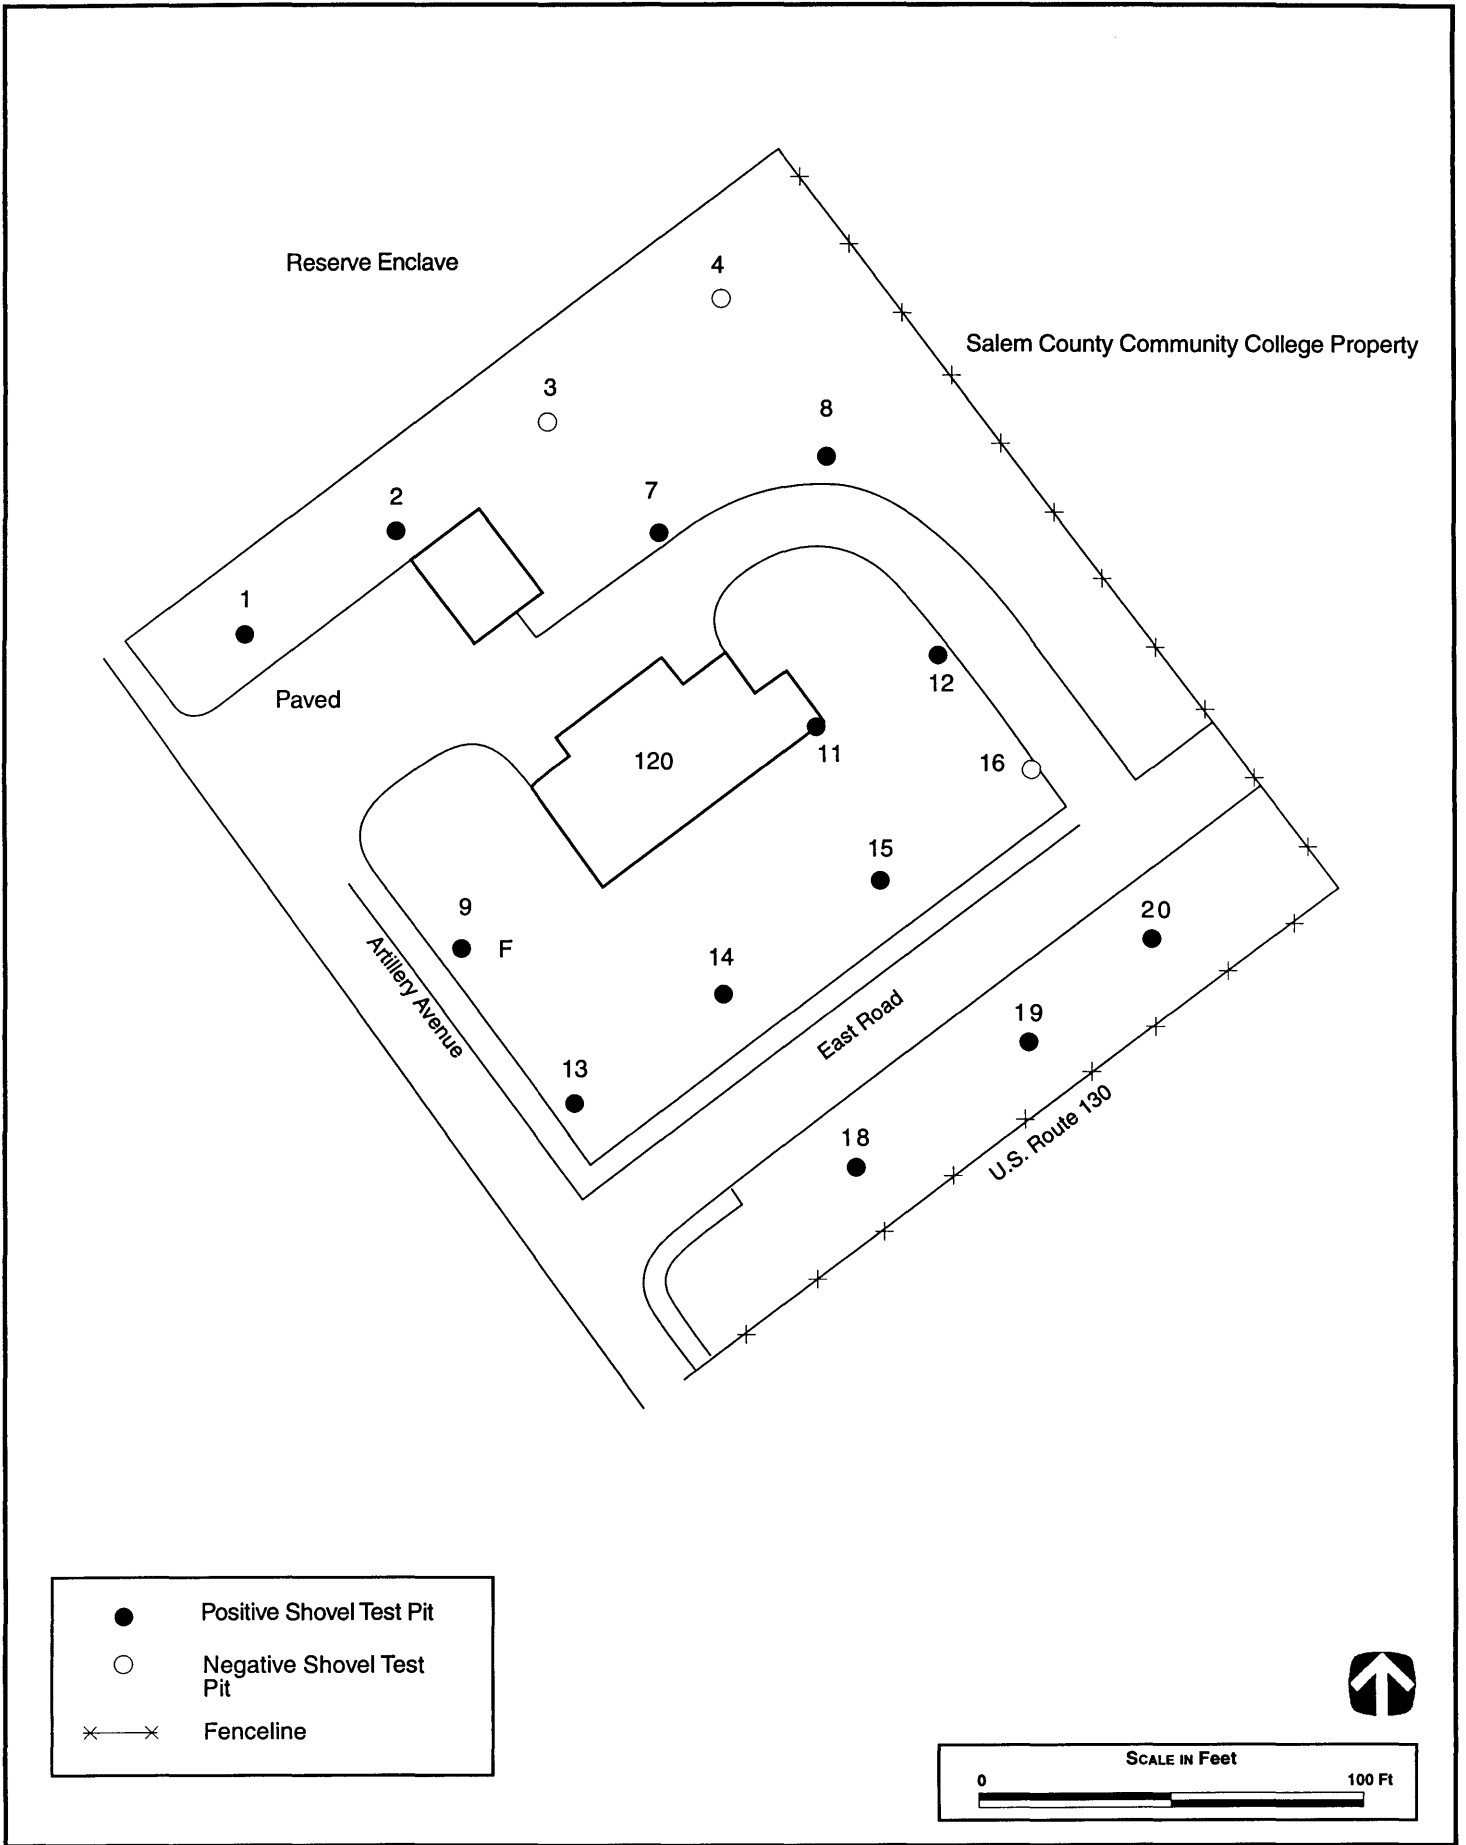 Reserve Enclave
4
Salem County Community College Property
3
8
2
7
1
12
Paved
11
120
16
15
9
F
20
14
Artillery Avenue
East Road
19
13
U.S. Route 130
18
Positive Shovel Test Pit
Negative Shovel Test
Pit
Fenceline
SCALE IN Feet
0
100 Ft